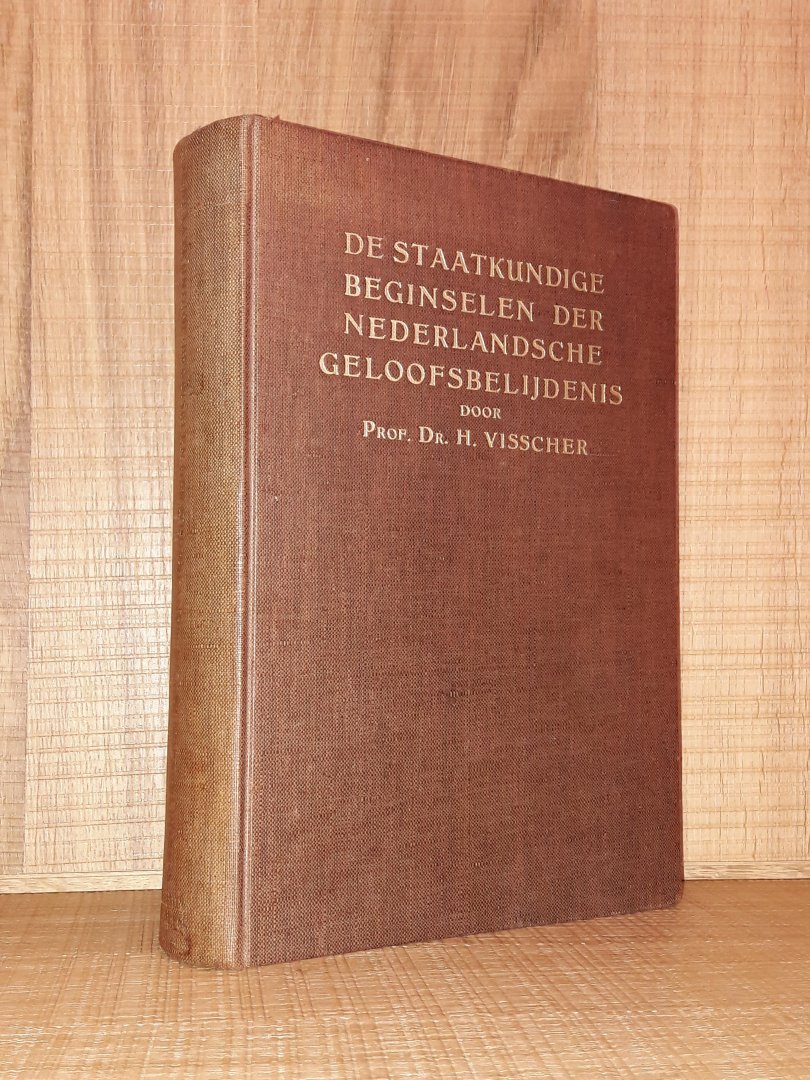 DE STAATKUNDIGE
BEGINSELEN DER
NEDERLANDSCHE
GELOOFSBELIJDENIS
DOOR
PROF. DR. H. VISSCHER